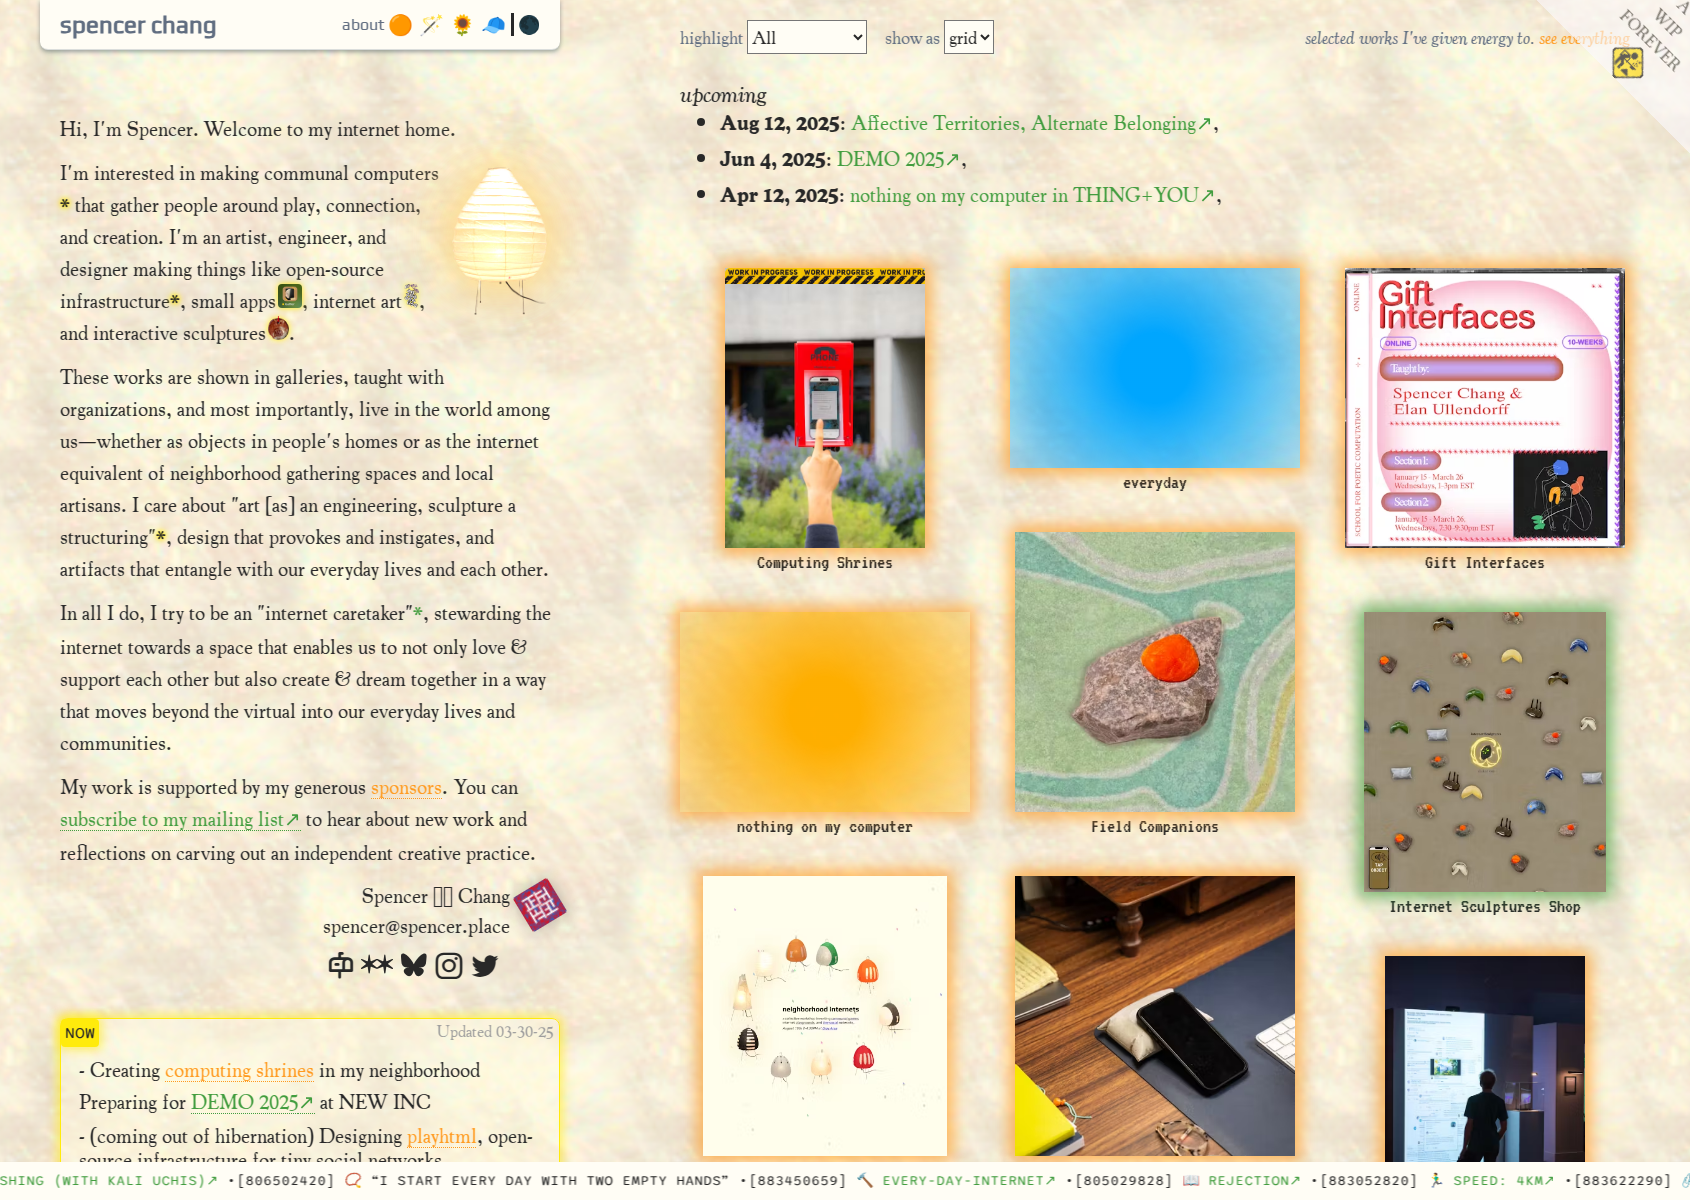 spencer chang
about
highlight All show as grid
selected works I've given energy to. see everything
A WIP FOREVER
Hi, I'm Spencer. Welcome to my internet home.
I'm interested in making communal computers
* that gather people around play, connection,
and creation. I'm an artist, engineer, and
designer making things like open-source
infrastructure*, small apps, internet art,
and interactive sculptures.
These works are shown in galleries, taught with
organizations, and most importantly, live in the world among
us—whether as objects in people's homes or as the internet
equivalent of neighborhood gathering spaces and local
artisans. I care about "art [as] an engineering, sculpture a
structuring"*, design that provokes and instigates, and
artifacts that entangle with our everyday lives and each other.
In all I do, I try to be an "internet caretaker"*, stewarding the
internet towards a space that enables us to not only love &
support each other but also create & dream together in a way
that moves beyond the virtual into our everyday lives and
communities.
My work is supported by my generous sponsors. You can
subscribe to my mailing list↗ to hear about new work and
reflections on carving out an independent creative practice.
Spencer Chang
spencer@spencer.place
NOW
Updated 03-30-25
- Creating computing shrines in my neighborhood
Preparing for DEMO 2025↗ at NEW INC
- (coming out of hibernation) Designing playhtml, open-
source infrastructure for tiny social networks
upcoming
• Aug 12, 2025: Affective Territories, Alternate Belonging↗,
• Jun 4, 2025: DEMO 2025↗,
• Apr 12, 2025: nothing on my computer in THING+YOU↗,
WORK IN PROGRESS WORK IN PROGRESS WORK IN PRO
PHONE
Computing Shrines
everyday
Gift
Interfaces
ONLINE
10-WEEKS
Taught by:
Spencer Chang &
Elan Ullendorff
Section 1:
January 15 - March 26
Wednesdays, 1-3pm EST
Section 2:
January 15 - March 26,
Wednesdays, 7:30-9:30pm EST
ONLINE
SCHOOL FOR POETIC COMPUTATION
Gift Interfaces
nothing on my computer
Field Companions
TAP
OBJECT
Internet Sculptures Shop
neighborhood internets
SHING (WITH KALI UCHIS)↗ •[806502420] “I START EVERY DAY WITH TWO EMPTY HANDS” •[883450659] EVERY-DAY-INTERNET↗ •[805029828] REJECTION↗ •[883052820] SPEED: 4KM↗ •[883622290]